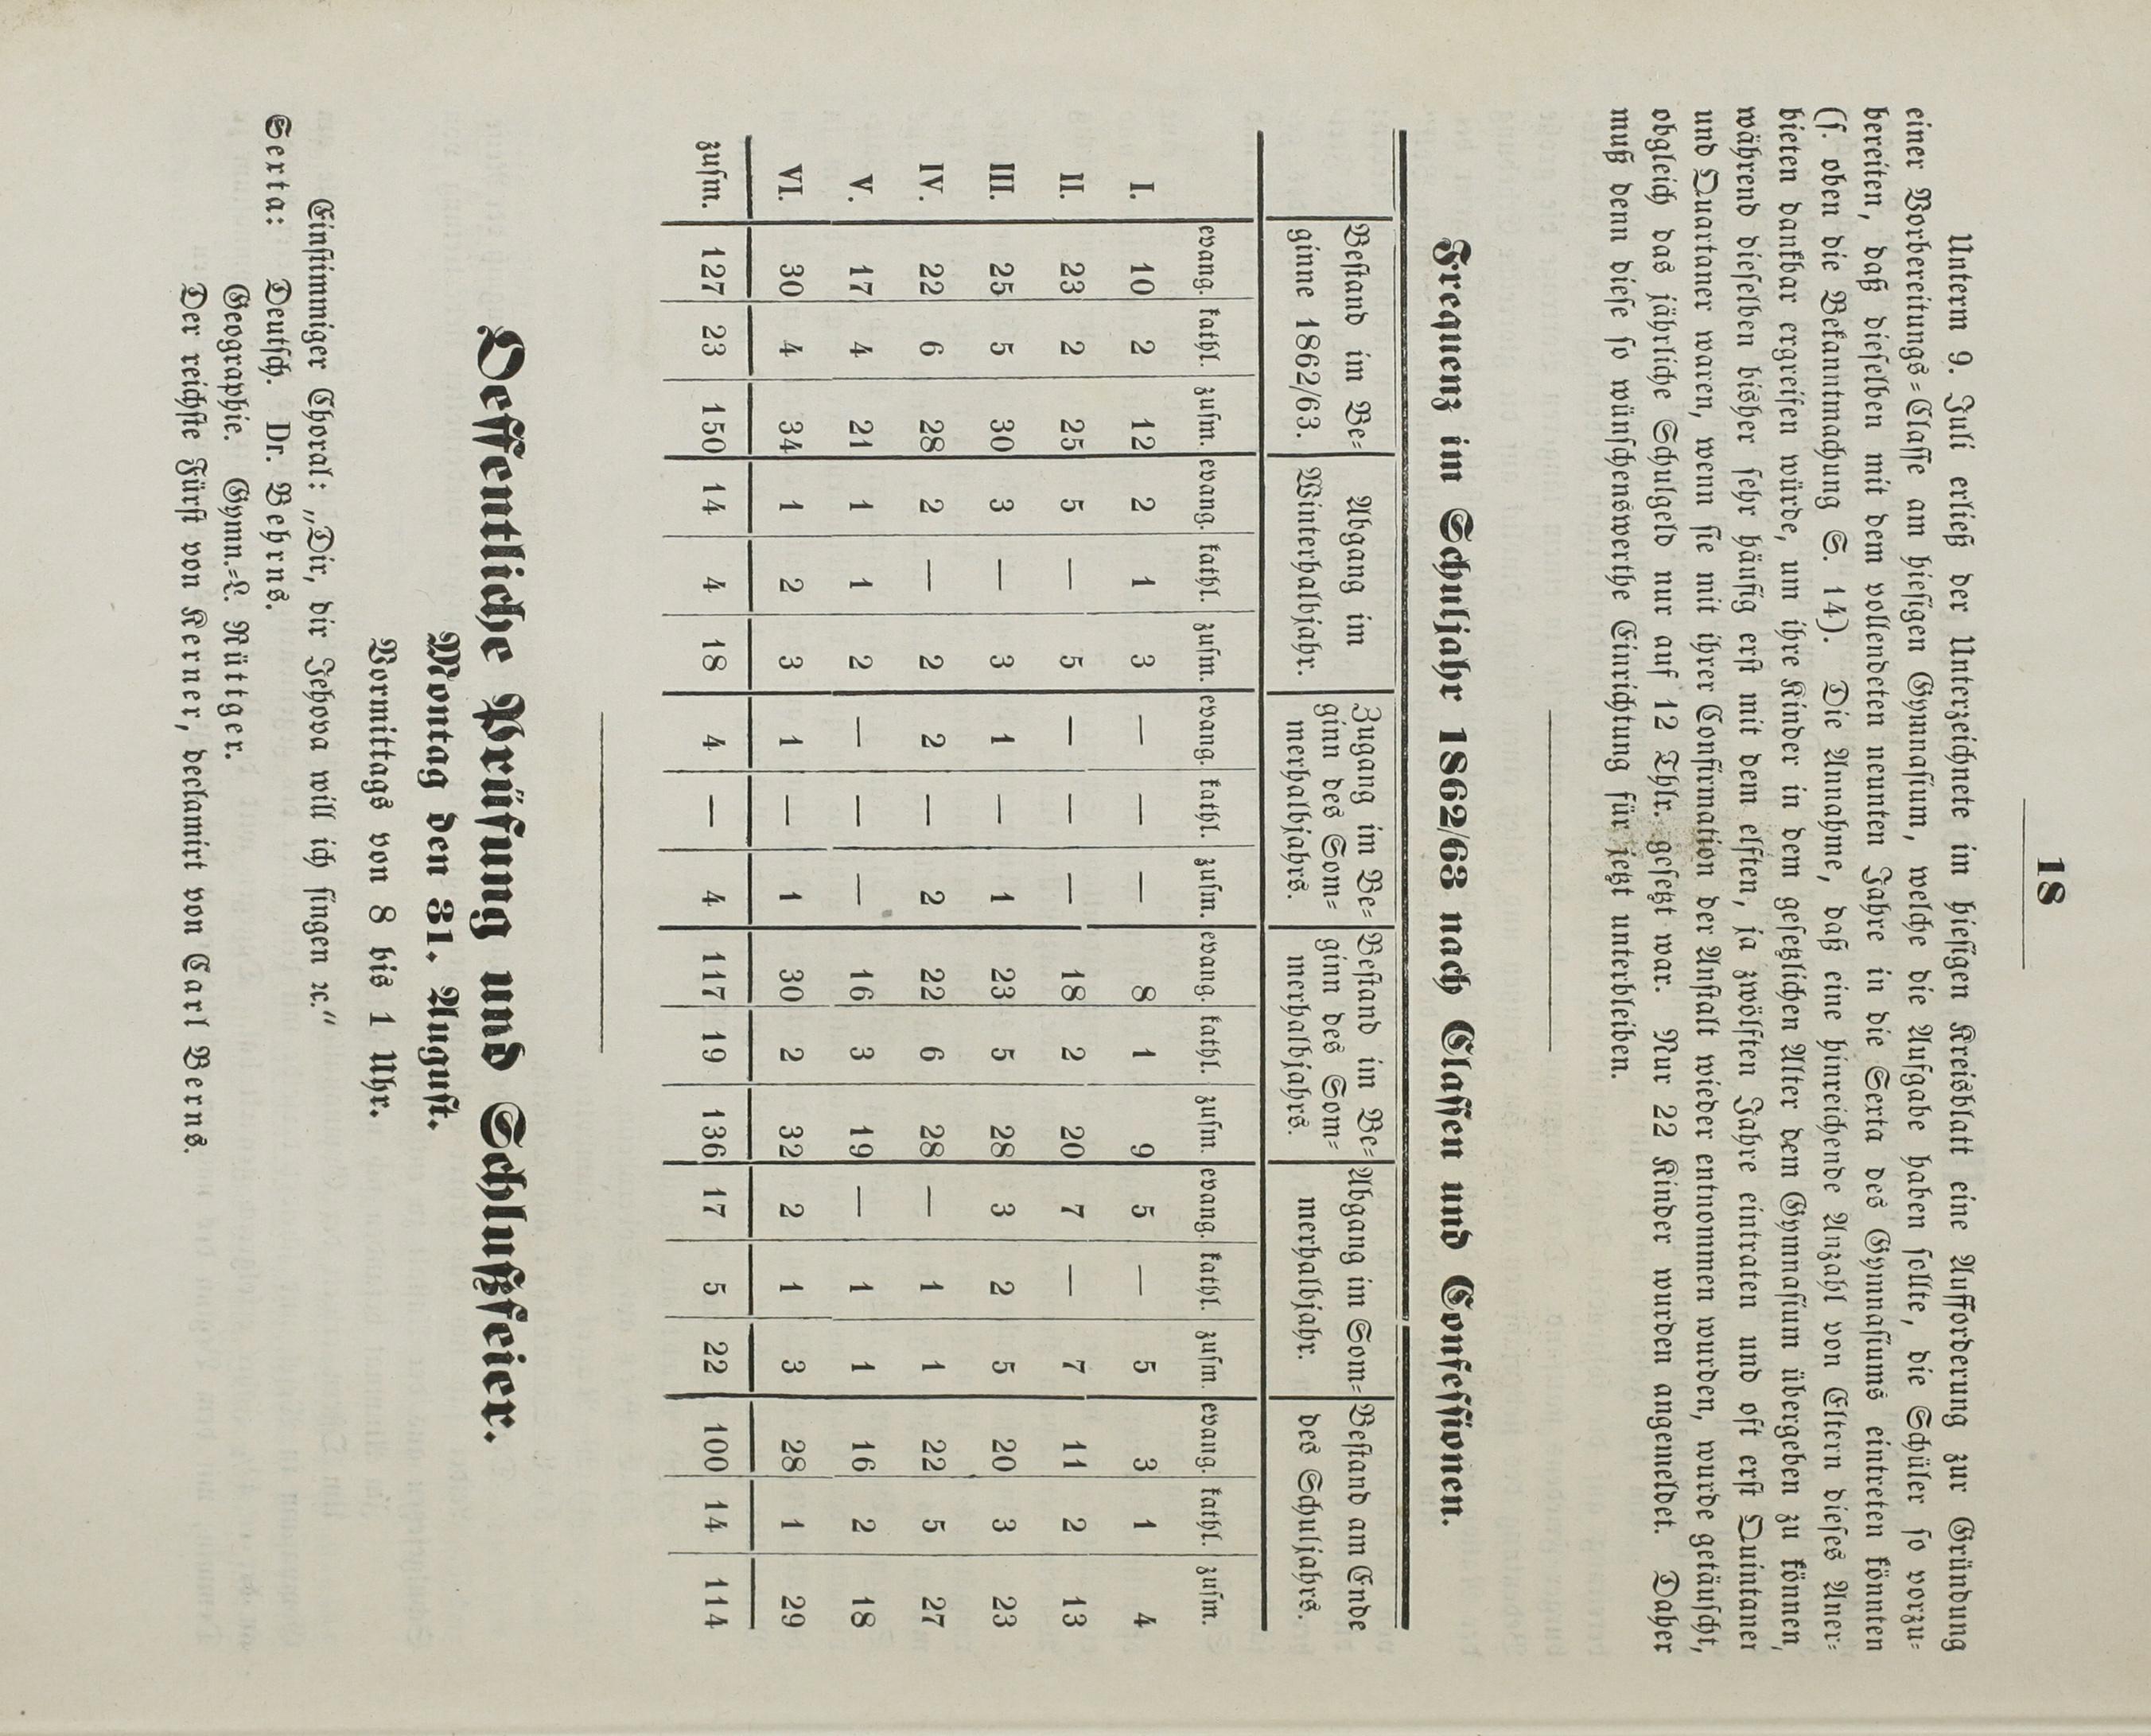 18
Unterm 9. Juli erließ der Unterzeichnete im hiesigen Kreisblatt eine Aufforderung zur Gründung
einer Vorbereitungs-Classe am hiesigen Gymnasium, welche die Aufgabe haben sollte, die Schüler so vorzu-
bereiten, daß dieselben mit dem vollendeten neunten Jahre in die Sexta des Gymnasiums eintreten könnten
(s. oben die Bekanntmachung S. 14). Die Annahme, daß eine hinreichende Anzahl von Eltern dieses Aner-
bieten dankbar ergreifen würde, um ihre Kinder in dem gesetzlichen Alter dem Gymnasium übergeben zu können,
während dieselben bisher sehr häufig erst mit dem elften, ja zwölften Jahre eintraten und oft erst Quintaner
und Quartaner waren, wenn sie mit ihrer Confirmation der Anstalt wieder entnommen wurden, wurde getäuscht,
obgleich das jährliche Schulgeld nur auf 12 Thlr. gesetzt war. Nur 22 Kinder wurden angemeldet. Daher
muß denn diese so wünschenswerthe Einrichtung für jetzt unterbleiben.
Frequenz im Schuljahr 1862/63 nach Classen und Confessionen.
Bestand im Be- Abgang im Zugang im Be- Bestand im Be- Abgang im Som- Bestand am Ende
ginne 1862/63. Winterhalbjahr. ginn des Som- ginn des Som- merhalbjahr. des Schuljahrs.
merhalbjahrs. merhalbjahrs.
evang. kathl. zusm. evang. kathl. zusm. evang. kathl. zusm. evang. kathl. zusm. evang. kathl. zusm. evang. kathl. zusm.
I. 10 2 12 2 1 3 — — — 8 1 9 5 — 5 3 1 4
II. 23 2 25 5 — 5 — — — 18 2 20 7 — 7 11 2 13
III. 25 5 30 3 — 3 1 — 1 23 5 28 3 2 5 20 3 23
IV. 22 6 28 2 — 2 2 — 2 22 6 28 — 1 1 22 5 27
V. 17 4 21 1 1 2 — — — 16 3 19 — 1 1 16 2 18
VI. 30 4 34 1 2 3 1 — 1 30 2 32 2 1 3 28 1 29
zusm. 127 23 150 14 4 18 4 — 4 117 19 136 17 5 22 100 14 114
Oeffentliche Prüfung und Schlußfeier.
Montag den 31. August.
Vormittags von 8 bis 1 Uhr.
Einstimmiger Choral: „Dir, dir Jehova will ich singen ꝛc.“
Sexta: Deutsch. Dr. Behrns.
Geographie. Gymn.-L. Rüttger.
Der reichste Fürst von Kerner, declamirt von Carl Berns.